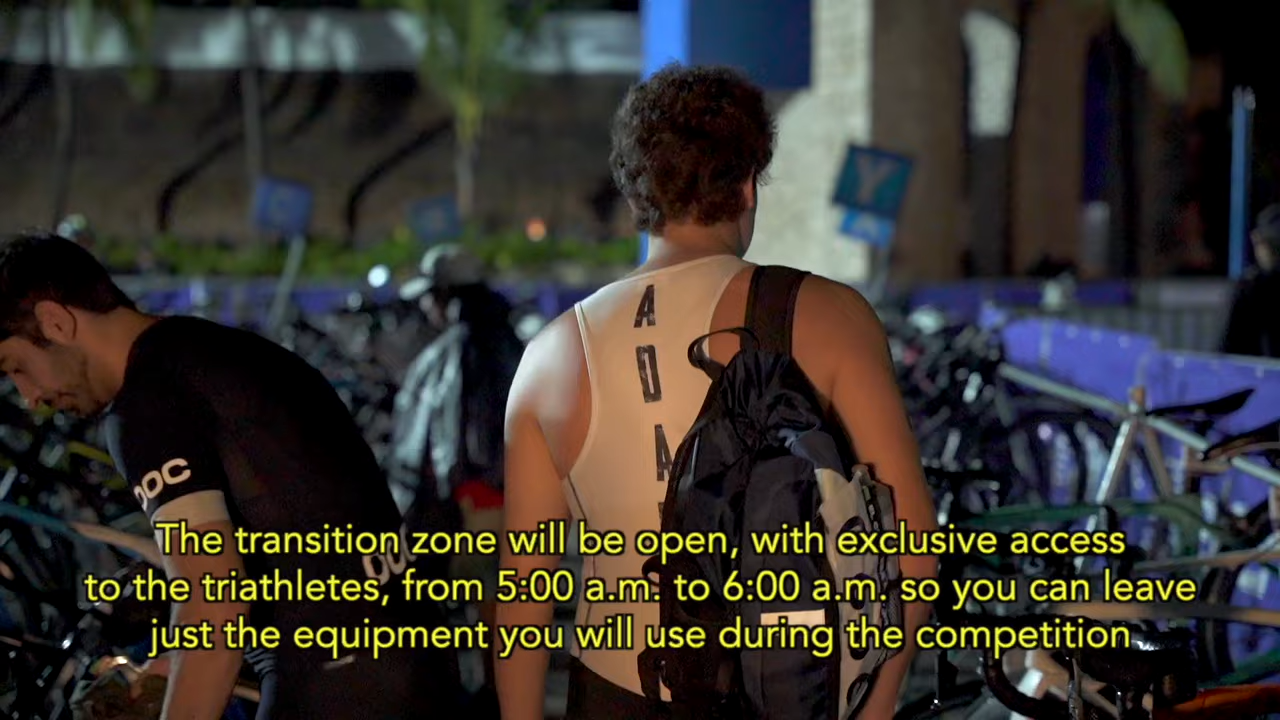 Y
A
D
A
POC
The transition zone will be open, with exclusive access
to the triathletes, from 5:00 a.m. to 6:00 a.m. so you can leave
just the equipment you will use during the competition